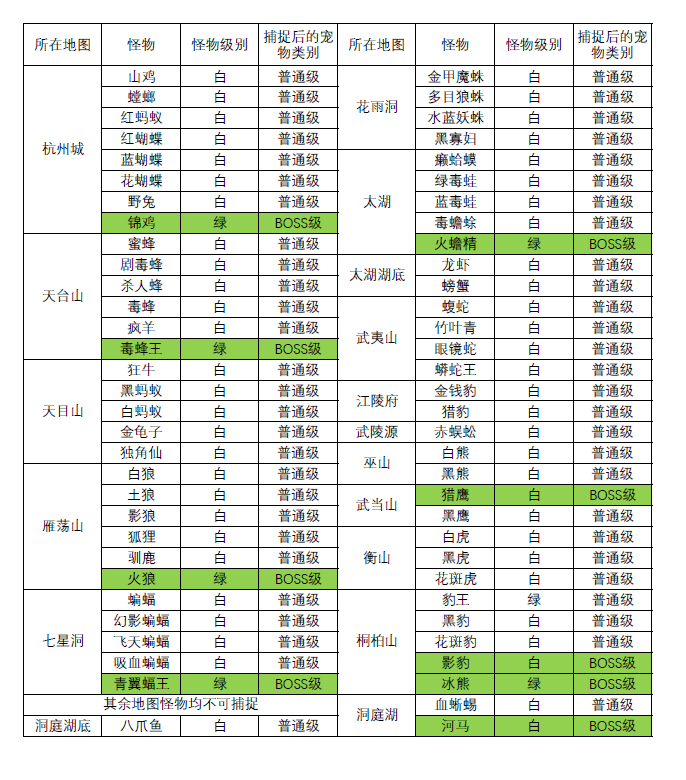 所在地图 怪物 怪物级别 捕捉后的宠物类别 所在地图 怪物 怪物级别 捕捉后的宠物类别
杭州城 山鸡 白 普通级 花雨洞 金甲魔蛛 白 普通级
螳螂 白 普通级 多目狼蛛 白 普通级
红蚂蚁 白 普通级 水蓝妖蛛 白 普通级
红蝴蝶 白 普通级 黑寡妇 白 普通级
蓝蝴蝶 白 普通级 太湖 癞蛤蟆 白 普通级
花蝴蝶 白 普通级 绿毒蛙 白 普通级
野兔 白 普通级 蓝毒蛙 白 普通级
锦鸡 绿 BOSS级 毒蟾蜍 白 普通级
天台山 蜜蜂 白 普通级 火蟾精 绿 BOSS级
剧毒蜂 白 普通级 太湖湖底 龙虾 白 普通级
杀人蜂 白 普通级 螃蟹 白 普通级
毒蜂 白 普通级 武夷山 蝮蛇 白 普通级
疯羊 白 普通级 竹叶青 白 普通级
毒蜂王 绿 BOSS级 眼镜蛇 白 普通级
天目山 狂牛 白 普通级 蟒蛇王 白 普通级
黑蚂蚁 白 普通级 江陵府 金钱豹 白 普通级
白蚂蚁 白 普通级 猎豹 白 普通级
金龟子 白 普通级 武陵源 赤蜈蚣 白 普通级
独角仙 白 普通级 巫山 白熊 白 普通级
雁荡山 白狼 白 普通级 黑熊 白 普通级
土狼 白 普通级 武当山 猎鹰 白 BOSS级
影狼 白 普通级 黑鹰 白 普通级
狐狸 白 普通级 衡山 白虎 白 普通级
驯鹿 白 普通级 黑虎 白 普通级
火狼 绿 BOSS级 花斑虎 白 普通级
七星洞 蝙蝠 白 普通级 桐柏山 豹王 绿 普通级
幻影蝙蝠 白 普通级 黑豹 白 普通级
飞天蝙蝠 白 普通级 花斑豹 白 普通级
吸血蝙蝠 白 普通级 影豹 白 BOSS级
青翼蝠王 绿 BOSS级 冰熊 绿 BOSS级
其余地图怪物均不可捕捉 洞庭湖 血蜥蜴 白 普通级
洞庭湖底 八爪鱼 白 普通级 河马 白 BOSS级